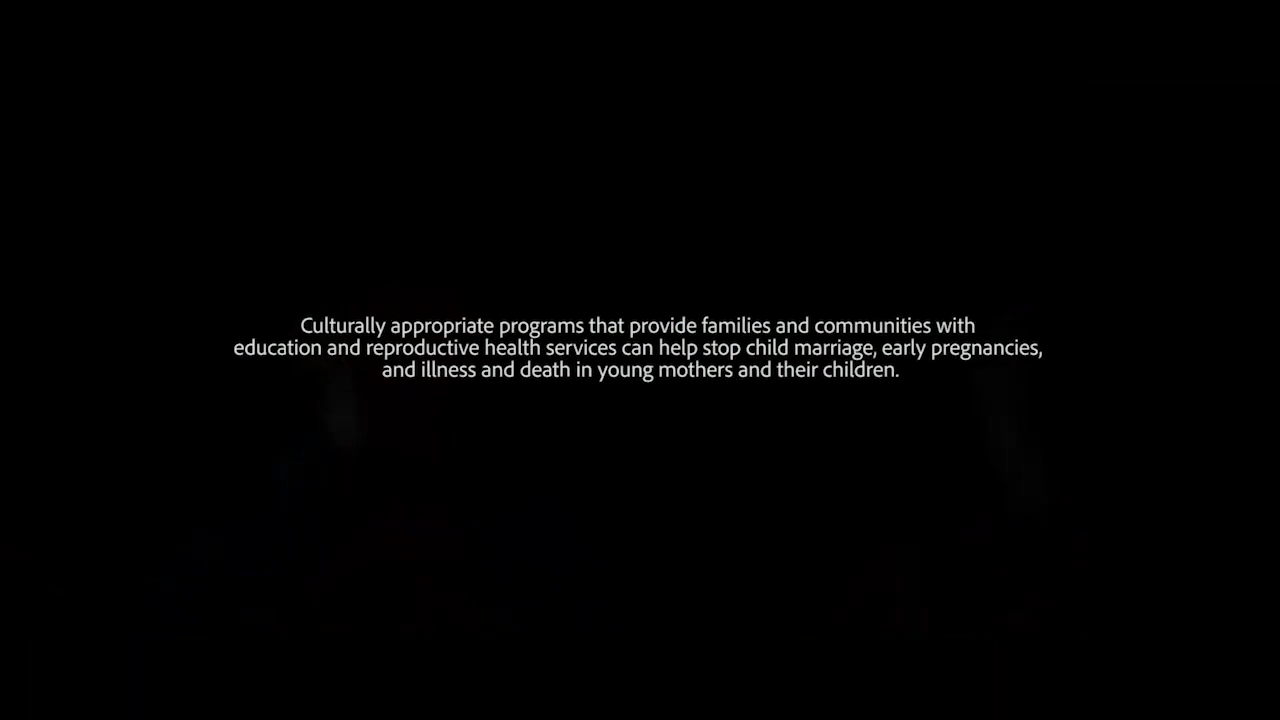 Culturally appropriate programs that provide families and communities with
education and reproductive health services can help stop child marriage, early pregnancies,
and illness and death in young mothers and their children.